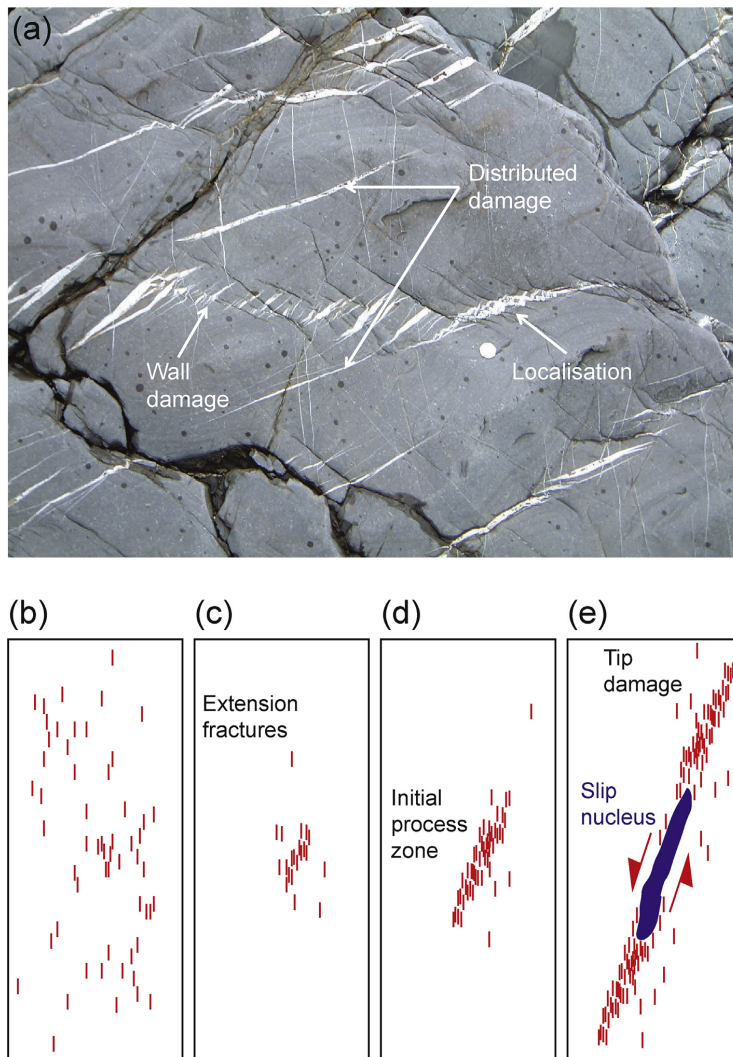 (a)
Distributed
damage
Wall
damage
Localisation
(b)
(c)
(d)
(e)
Extension
fractures
Initial
process
zone
Tip
damage
Slip
nucleus